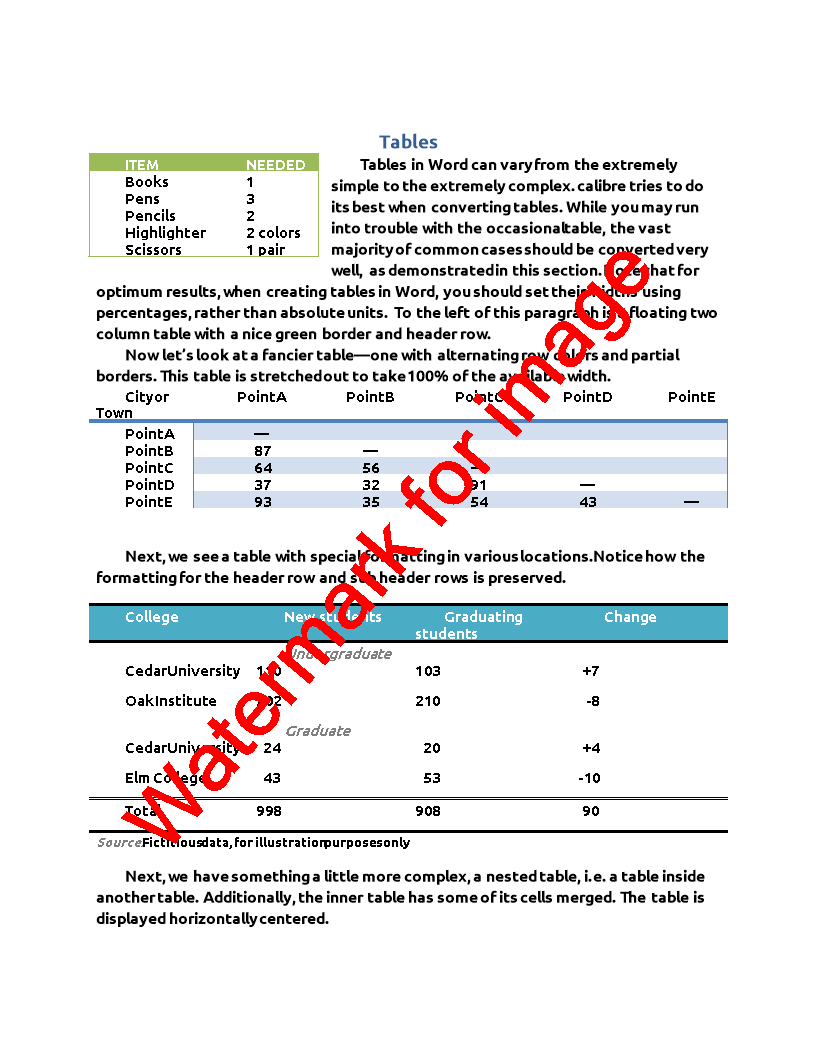 Tables
ITEM NEEDED
Books 1
Pens 3
Pencils 2
Highlighter 2 colors
Scissors 1 pair
Tables in Word can vary from the extremely
simple to the extremely complex. calibre tries to do
its best when converting tables. While you may run
into trouble with the occasional table, the vast
majority of common cases should be converted very
well, as demonstrated in this section. Note that for
optimum results, when creating tables in Word, you should set their widths using
percentages, rather than absolute units. To the left of this paragraph is a floating two
column table with a nice green border and header row.
Now let's look at a fancier table—one with alternating row colors and partial
borders. This table is stretched out to take 100% of the available width.
City or Point A Point B Point C Point D Point E
Town
Point A —
Point B 87 —
Point C 64 56 —
Point D 37 32 91 —
Point E 93 35 54 43 —
Next, we see a table with special formatting in various locations. Notice how the
formatting for the header row and sub header rows is preserved.
College New students Graduating Change
students
Undergraduate
Cedar University 110 103 +7
Oak Institute 202 210 -8
Graduate
Cedar University 24 20 +4
Elm College 43 53 -10
Total 998 908 90
Source: Fictitious data, for illustration purposes only
Next, we have something a little more complex, a nested table, i.e. a table inside
another table. Additionally, the inner table has some of its cells merged. The table is
displayed horizontally centered.
Watermark for image